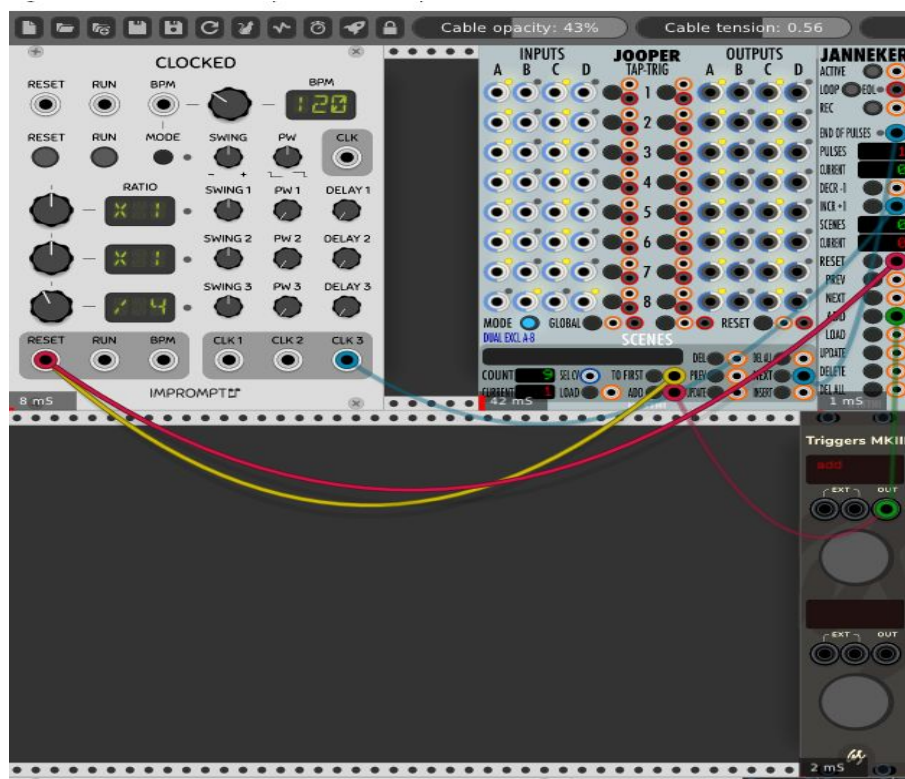 Cable opacity: 43%
Cable tension: 0.56
CLOCKED
RESET RUN BPM BPM
120
RESET RUN MODE SWING PW CLK
- +
RATIO SWING 1 PW 1 DELAY 1
X 1
SWING 2 PW 2 DELAY 2
X 1
SWING 3 PW 3 DELAY 3
/ 4
RESET RUN BPM CLK 1 CLK 2 CLK 3
IMPROMPTU
8 mS
INPUTS JOOPER OUTPUTS
A B C D TAP-TRIG A B C D
1
2
3
4
5
6
7
8
MODE GLOBAL RESET
DUAL EXCL A-B SCENES
DEL DEL ALL
COUNT 9 SEL CV TO FIRST PREV NEXT
CURRENT 1 LOAD ADD UPDATE INSERT
42 mS
JANNEKER
ACTIVE
LOOP EOL
REC
END OF PULSES
PULSES 1
CURRENT 0
DECR -1
INCR +1
SCENES 0
CURRENT 0
RESET
PREV
NEXT
ADD
LOAD
UPDATE
DELETE
DEL ALL
1 mS
Triggers MKIII
add
EXT OUT
EXT OUT
2 mS